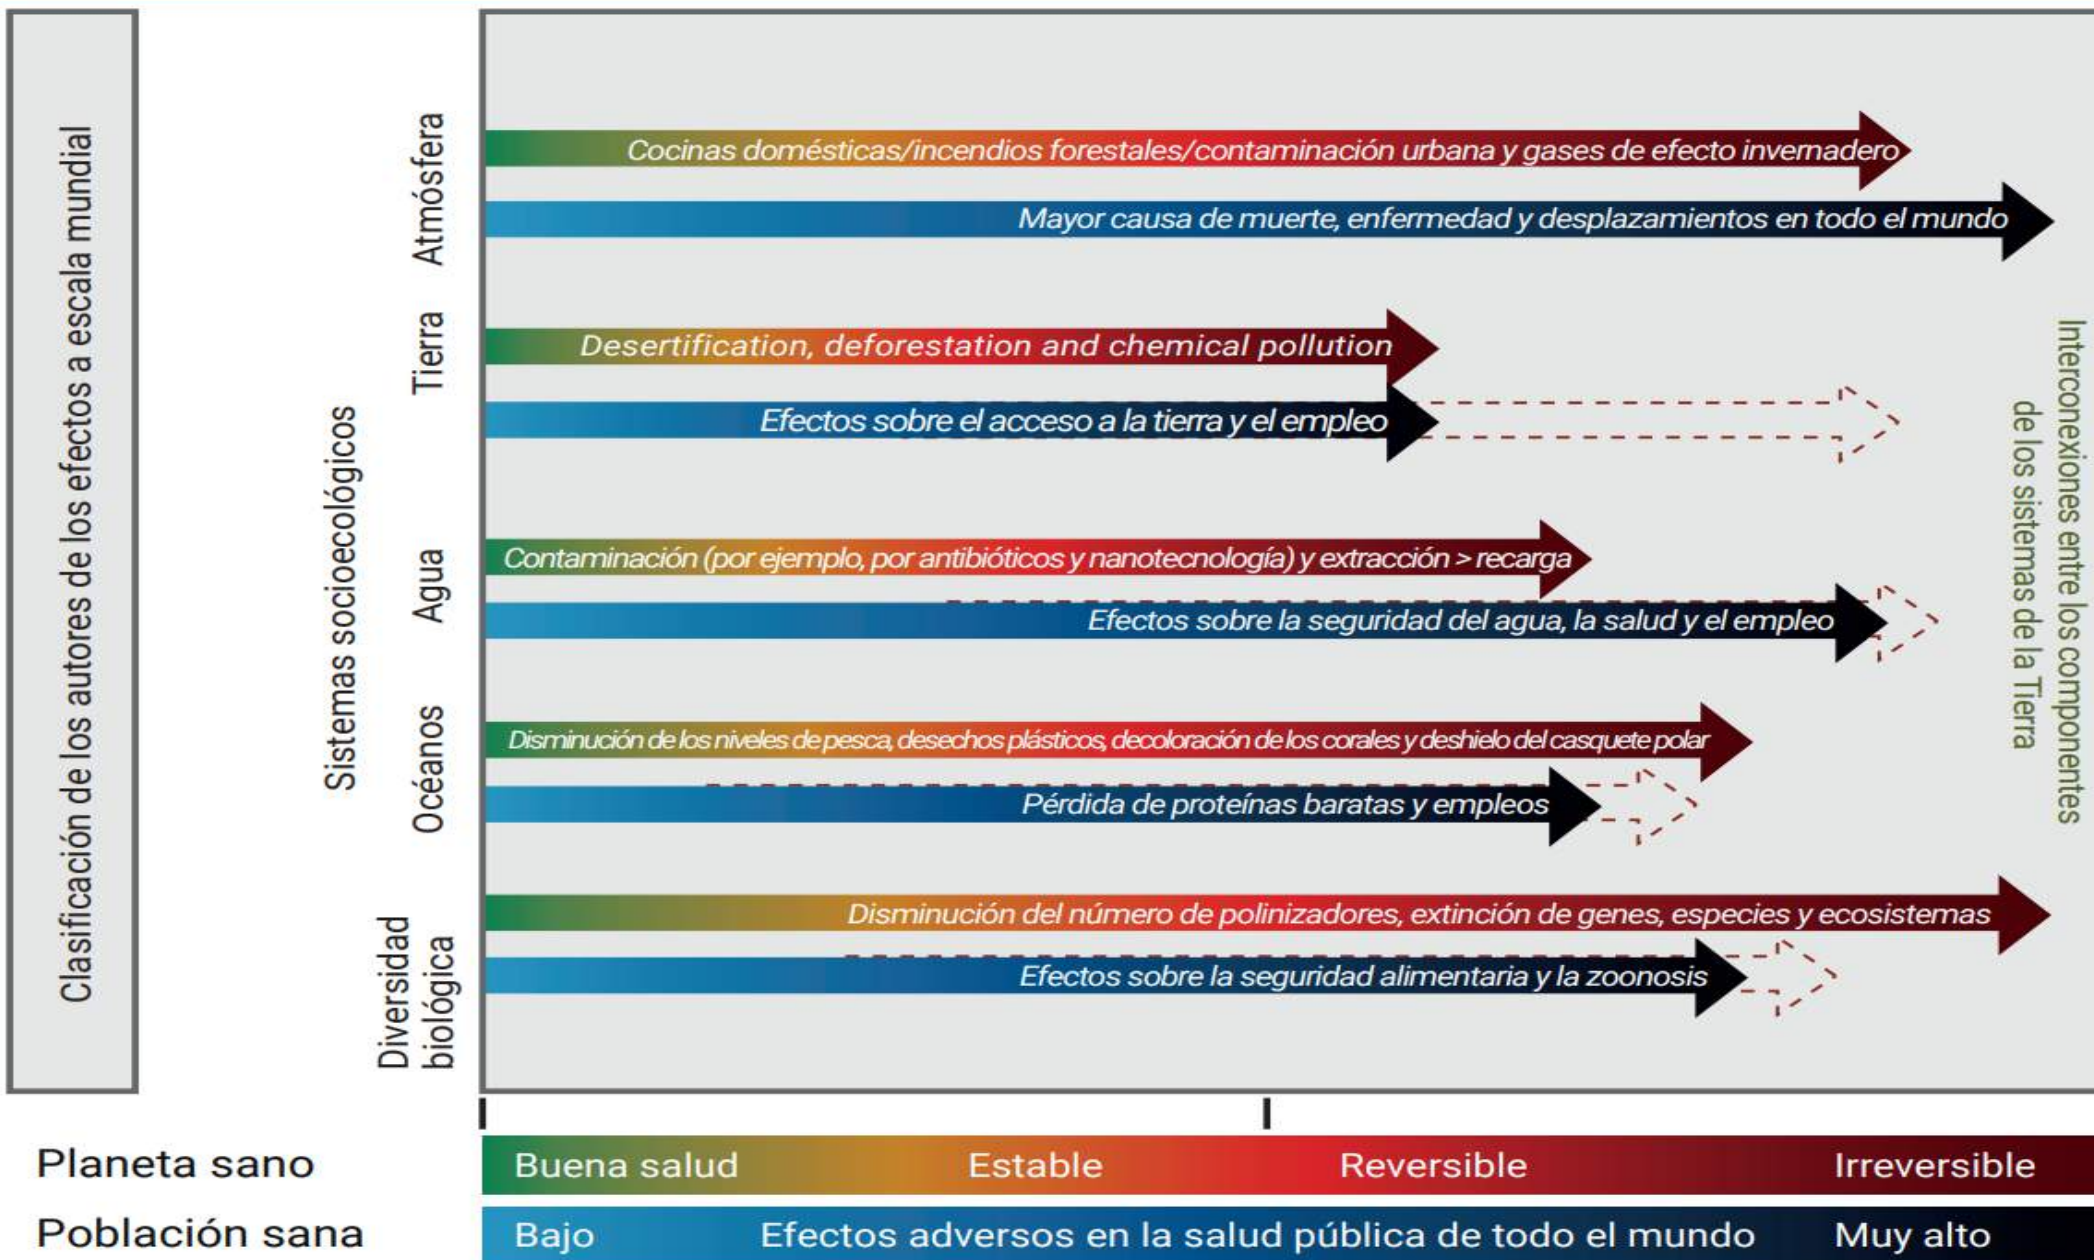 Clasificación de los autores de los efectos a escala mundial
Sistemas socioecológicos
Atmósfera
Cocinas domésticas/incendios forestales/contaminación urbana y gases de efecto invernadero
Mayor causa de muerte, enfermedad y desplazamientos en todo el mundo
Tierra
Desertification, deforestation and chemical pollution
Efectos sobre el acceso a la tierra y el empleo
Agua
Contaminación (por ejemplo, por antibióticos y nanotecnología) y extracción > recarga
Efectos sobre la seguridad del agua, la salud y el empleo
Océanos
Disminución de los niveles de pesca, desechos plásticos, decoloración de los corales y deshielo del casquete polar
Pérdida de proteínas baratas y empleos
Diversidad
biológica
Disminución del número de polinizadores, extinción de genes, especies y ecosistemas
Efectos sobre la seguridad alimentaria y la zoonosis
Interconexiones entre los componentes
de los sistemas de la Tierra
Planeta sano
Buena salud Estable Reversible Irreversible
Población sana
Bajo Efectos adversos en la salud pública de todo el mundo Muy alto